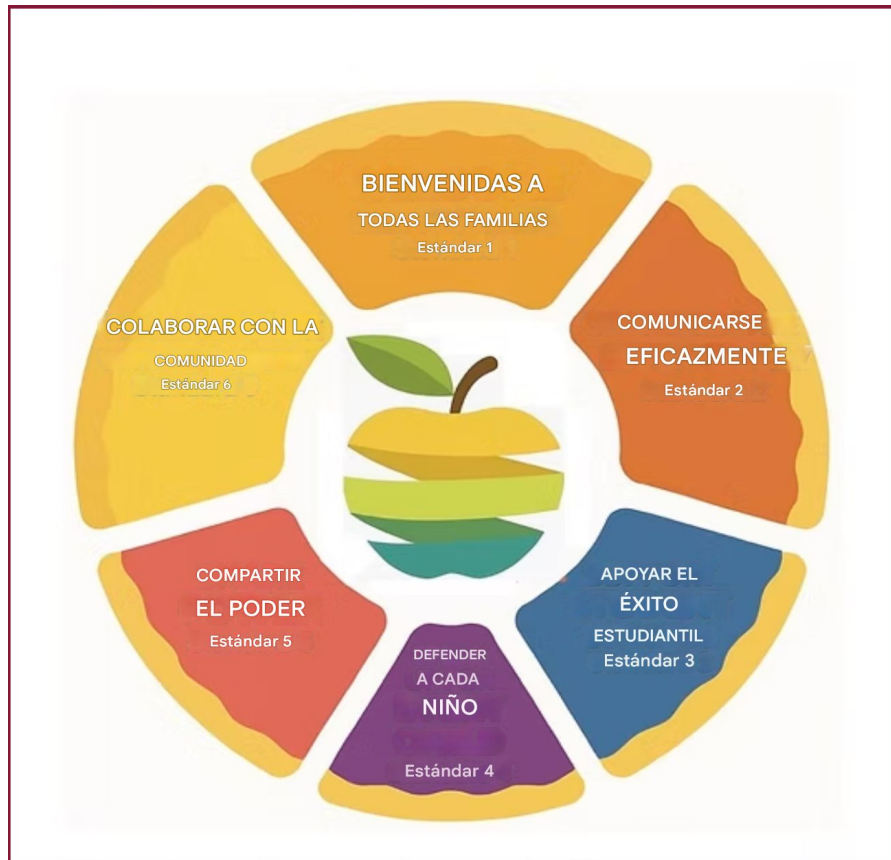 BIENVENIDAS A
TODAS LAS FAMILIAS
Estándar 1
COMUNICARSE
EFICAZMENTE
Estándar 2
APOYAR EL
ÉXITO
ESTUDIANTIL
Estándar 3
DEFENDER
A CADA
NIÑO
Estándar 4
COMPARTIR
EL PODER
Estándar 5
COLABORAR CON LA
COMUNIDAD
Estándar 6